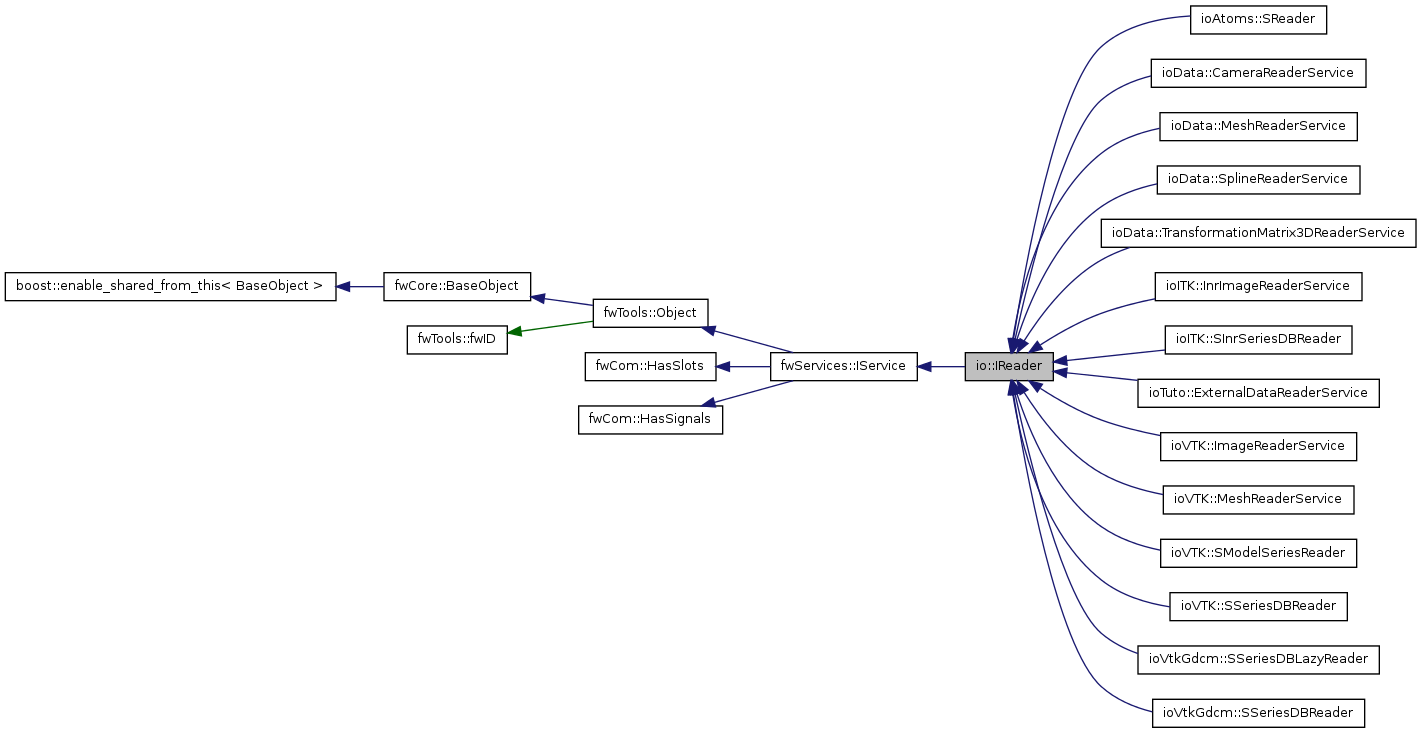 ioAtoms::SReader
ioData::CameraReaderService
ioData::MeshReaderService
ioData::SplineReaderService
ioData::TransformationMatrix3DReaderService
boost::enable_shared_from_this< BaseObject >
fwCore::BaseObject
ioITK::InrImageReaderService
fwTools::Object
fwTools::fwID
ioITK::SInrSeriesDBReader
fwCom::HasSlots
fwServices::IService
io::IReader
ioTuto::ExternalDataReaderService
fwCom::HasSignals
ioVTK::ImageReaderService
ioVTK::MeshReaderService
ioVTK::SModelSeriesReader
ioVTK::SSeriesDBReader
ioVtkGdcm::SSeriesDBLazyReader
ioVtkGdcm::SSeriesDBReader